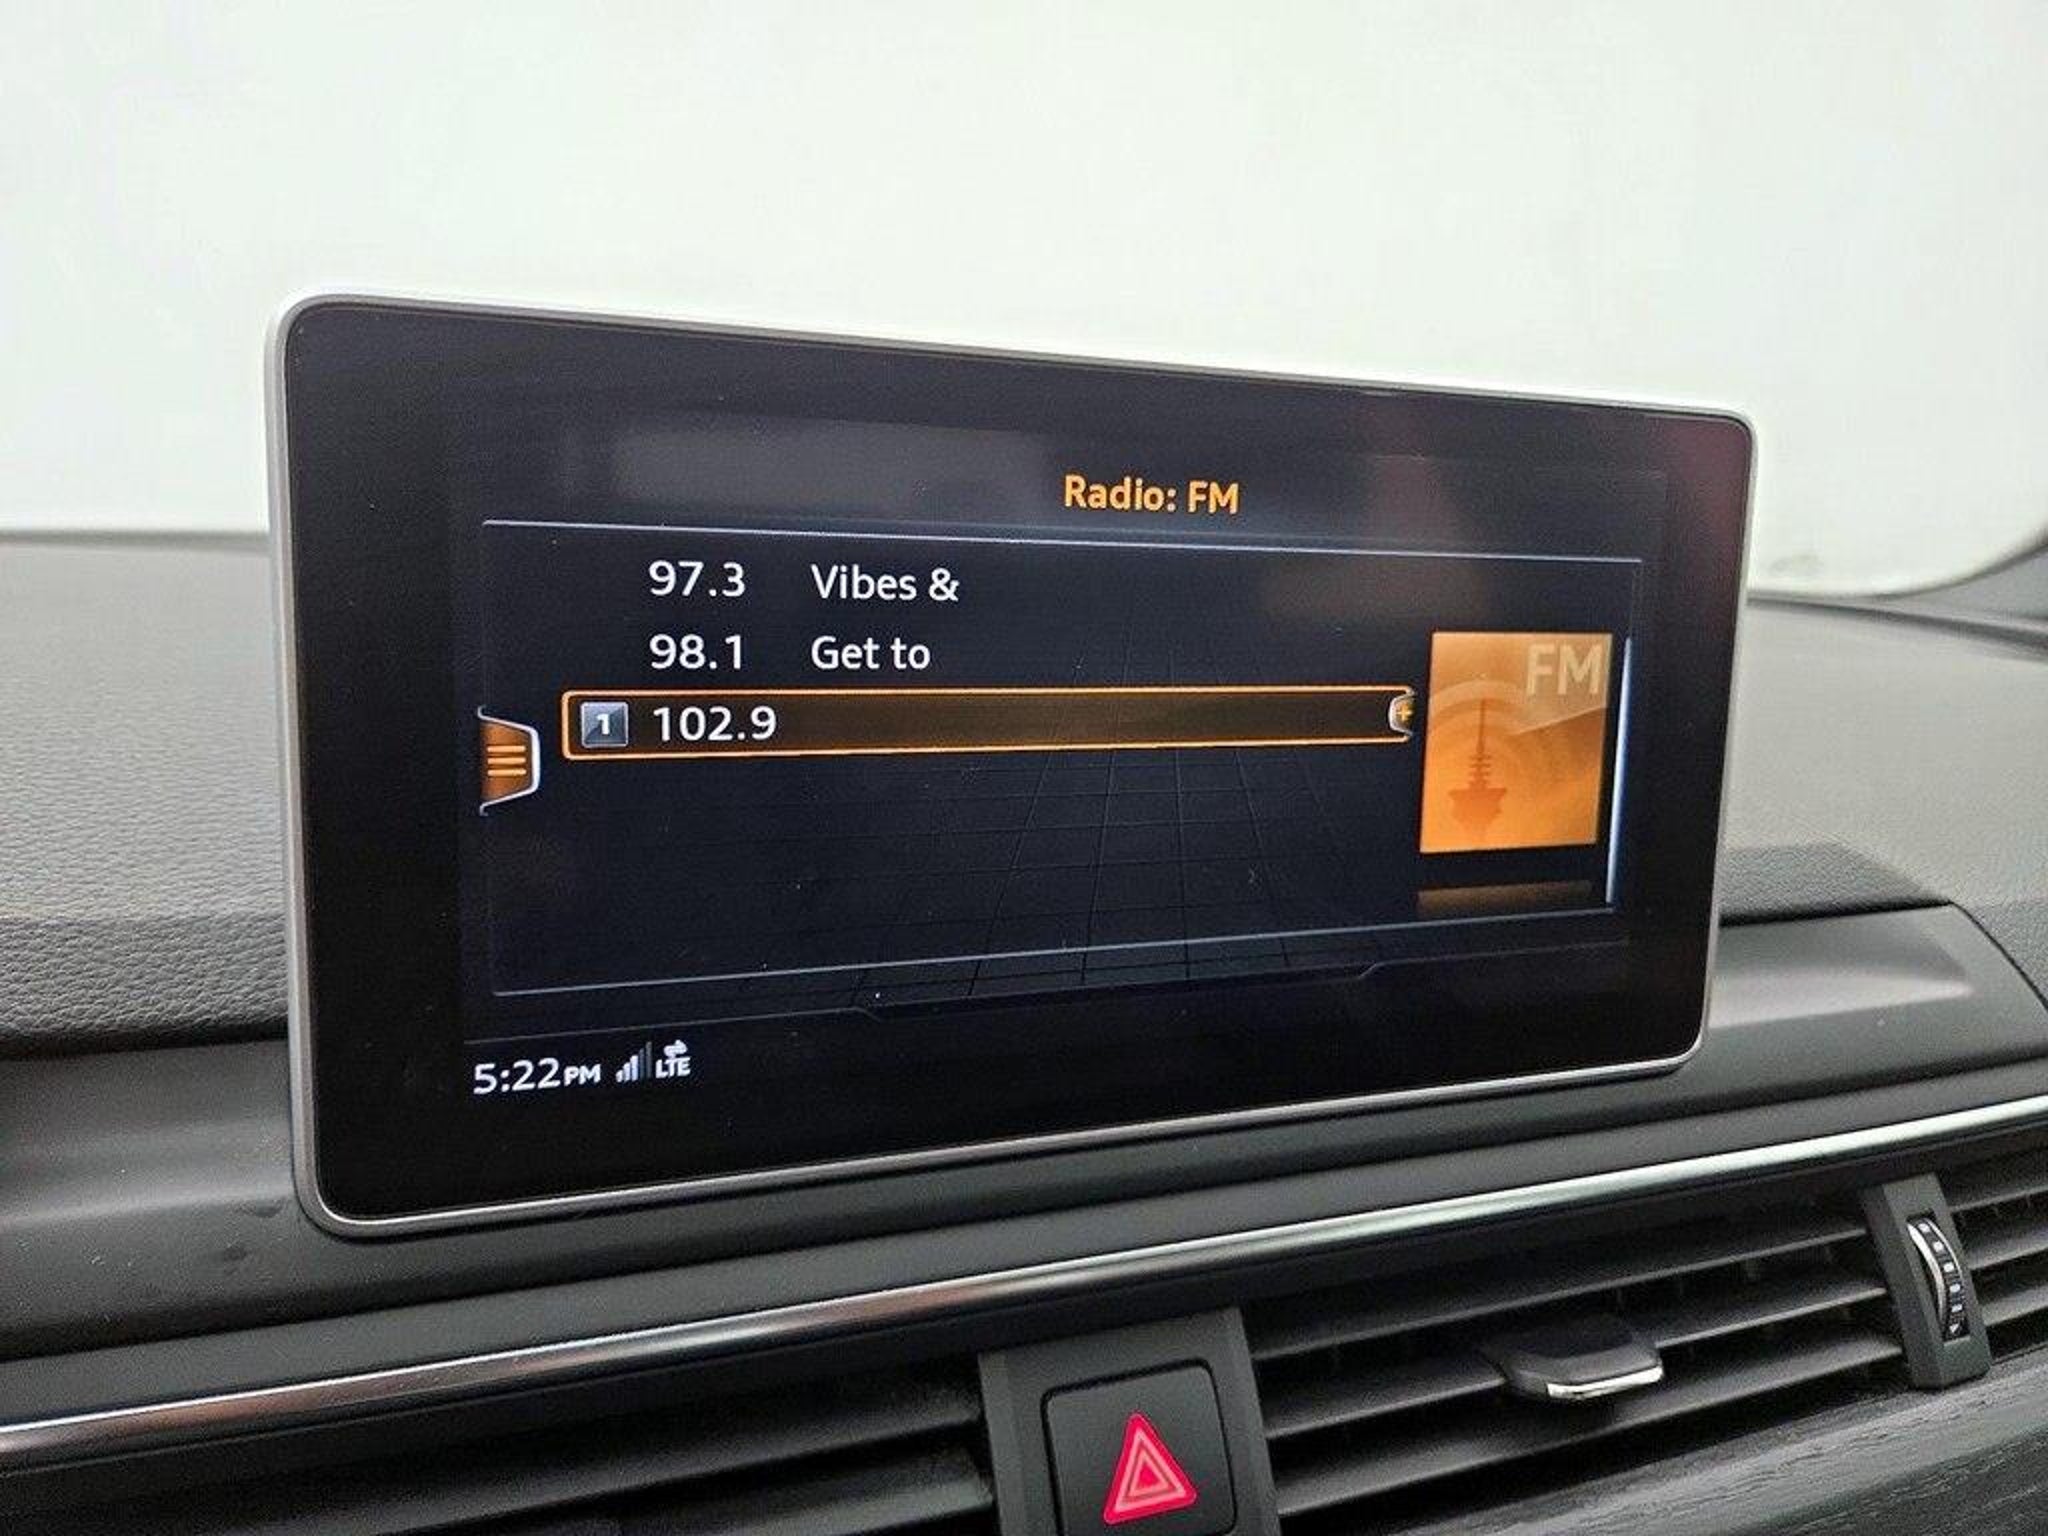 Radio: FM
97.3 Vibes &
98.1 Get to
1 102.9 +
FM
5:22PM LTE